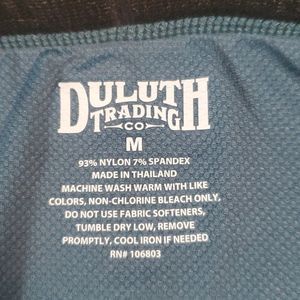 DULUTH
TRADING
CO
M
93% NYLON 7% SPANDEX
MADE IN THAILAND
MACHINE WASH WARM WITH LIKE
COLORS, NON-CHLORINE BLEACH ONLY,
DO NOT USE FABRIC SOFTENERS,
TUMBLE DRY LOW, REMOVE
PROMPTLY, COOL IRON IF NEEDED
RN# 106803